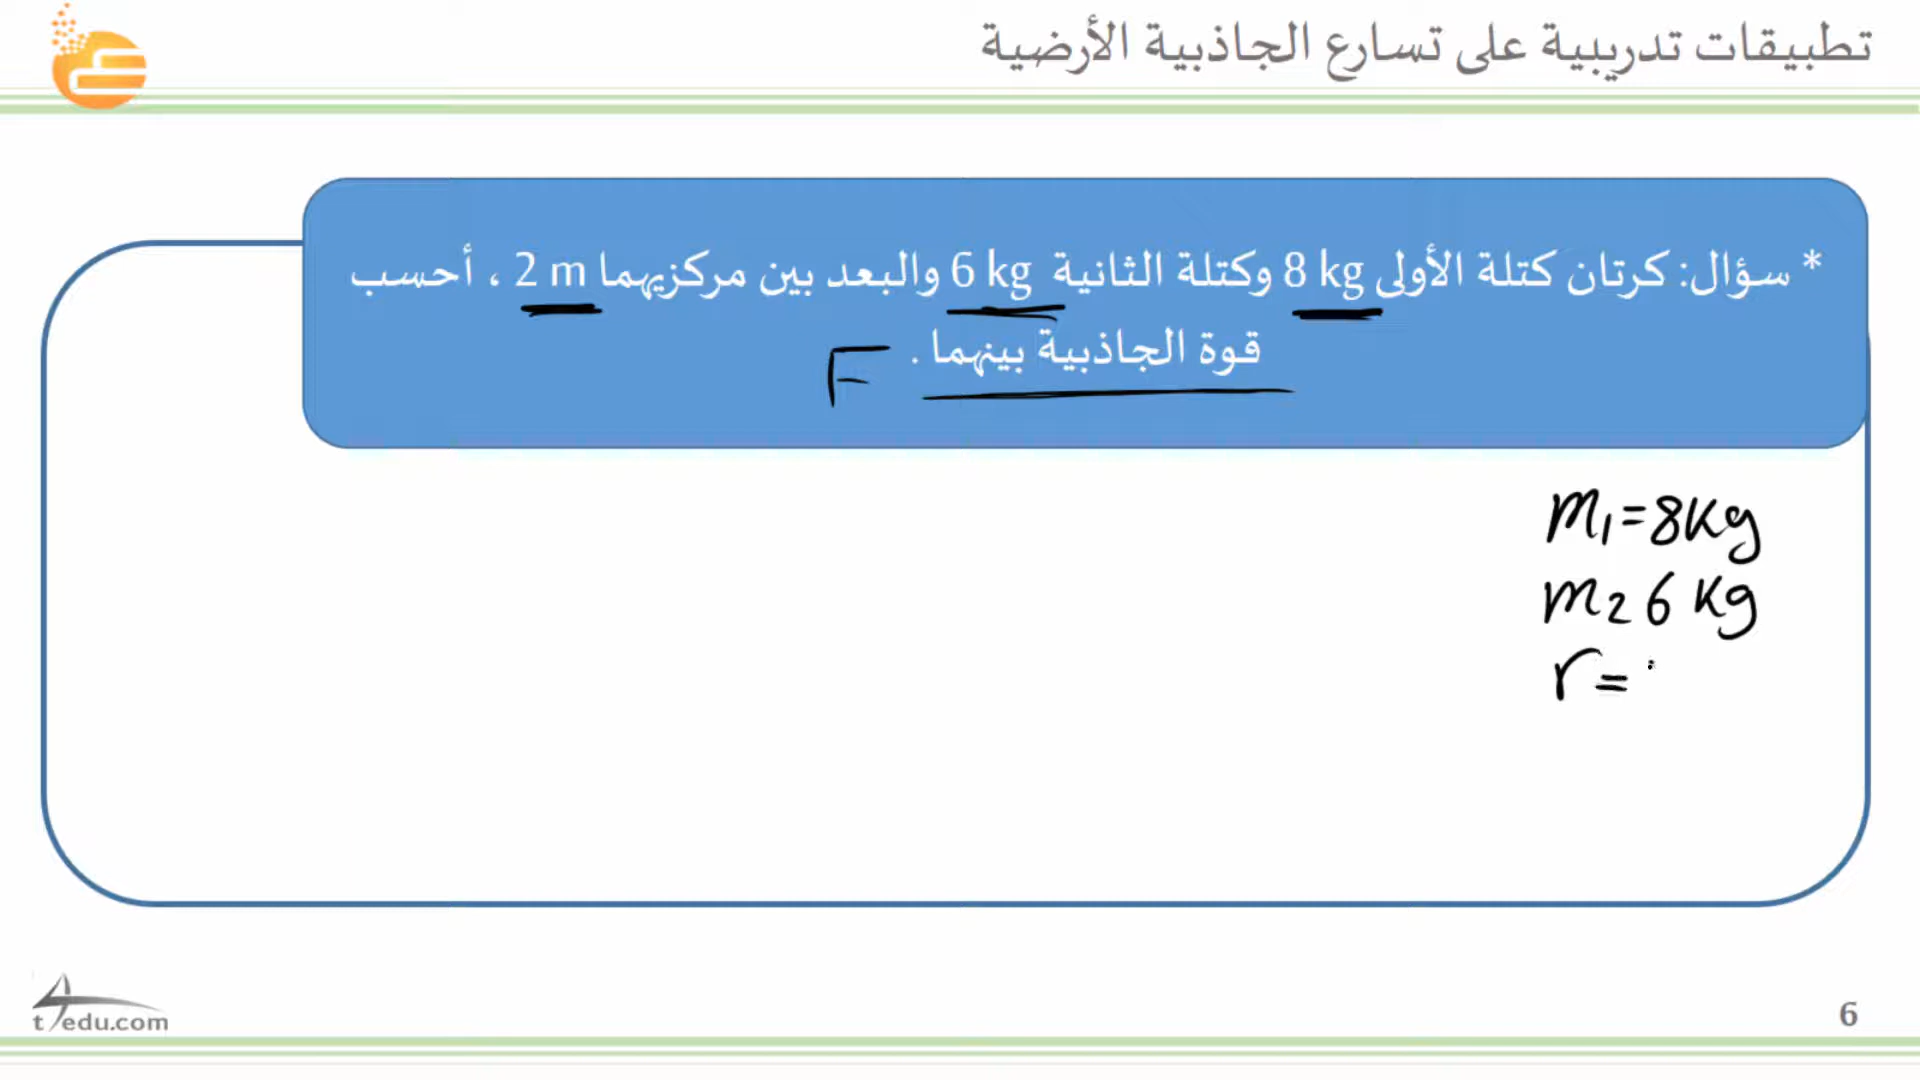 تطبيقات تدريبية على تسارع الجاذبية الأرضية
* سؤال: كرتان كتلة الأولى 8 kg وكتلة الثانية 6 kg والبعد بين مركزيهما 2 m ، أحسب
قوة الجاذبية بينهما .
F
m1=8Kg
m2 6 Kg
r=
t4edu.com
6